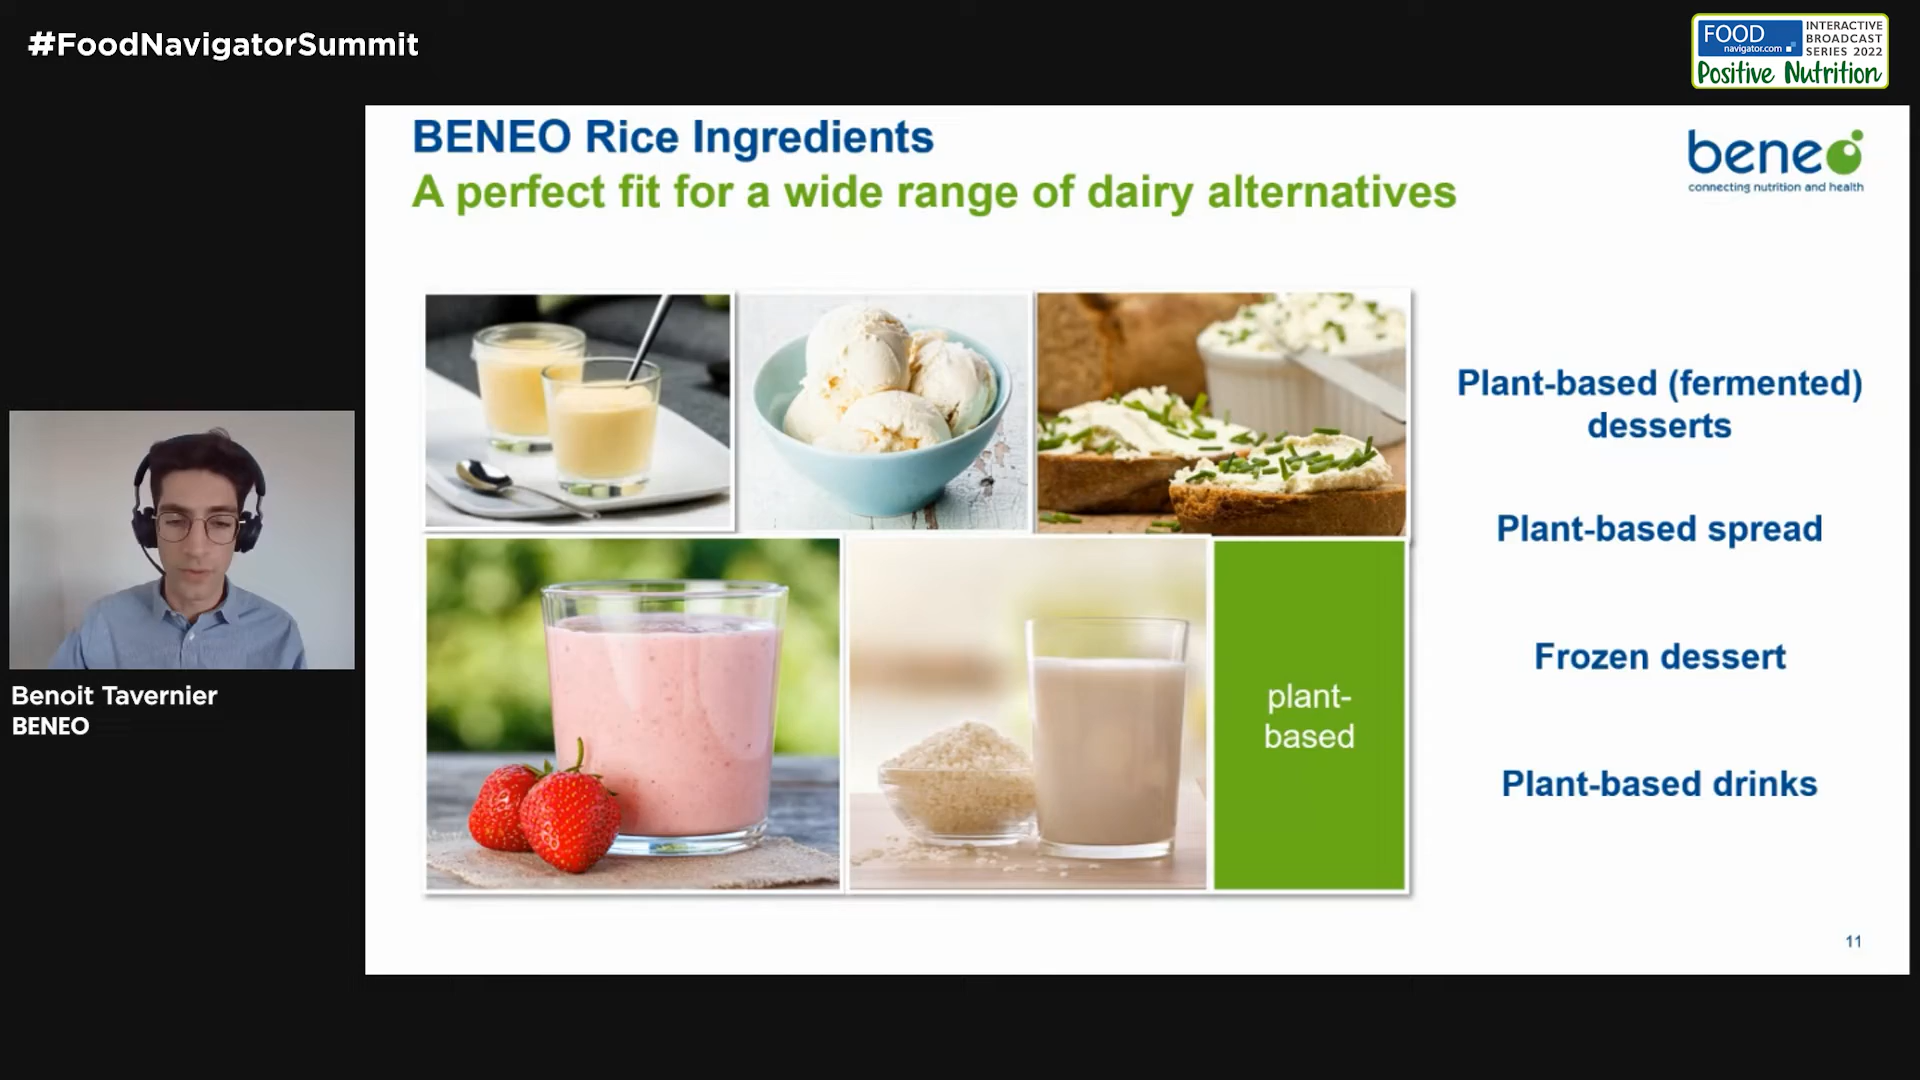 #FoodNavigatorSummit
FOOD
navigator.com
INTERACTIVE
BROADCAST
SERIES 2022
Positive Nutrition
BENEO Rice Ingredients
A perfect fit for a wide range of dairy alternatives
beneo
connecting nutrition and health
Plant-based (fermented)
desserts
Plant-based spread
Frozen dessert
Plant-based drinks
plant-
based
Benoit Tavernier
BENEO
11